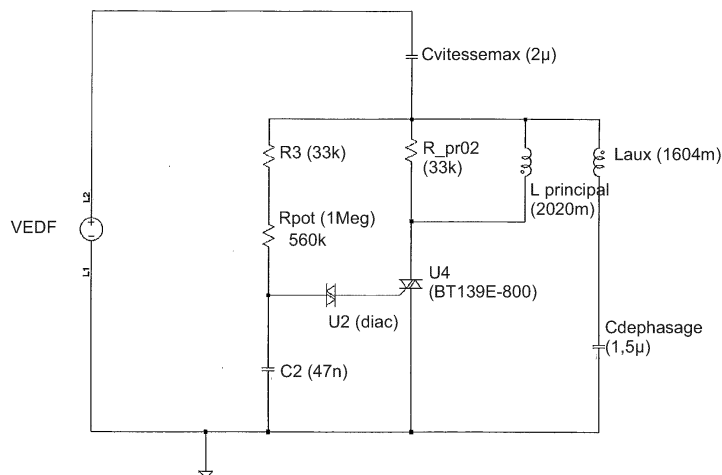 Cvitessemax (2µ)
R3 (33k)
R_pr02
(33k)
Laux (1604m)
L principal
(2020m)
L2
VEDF
L1
Rpot (1Meg)
560k
U4
(BT139E-800)
U2 (diac)
Cdephasage
(1,5µ)
C2 (47n)